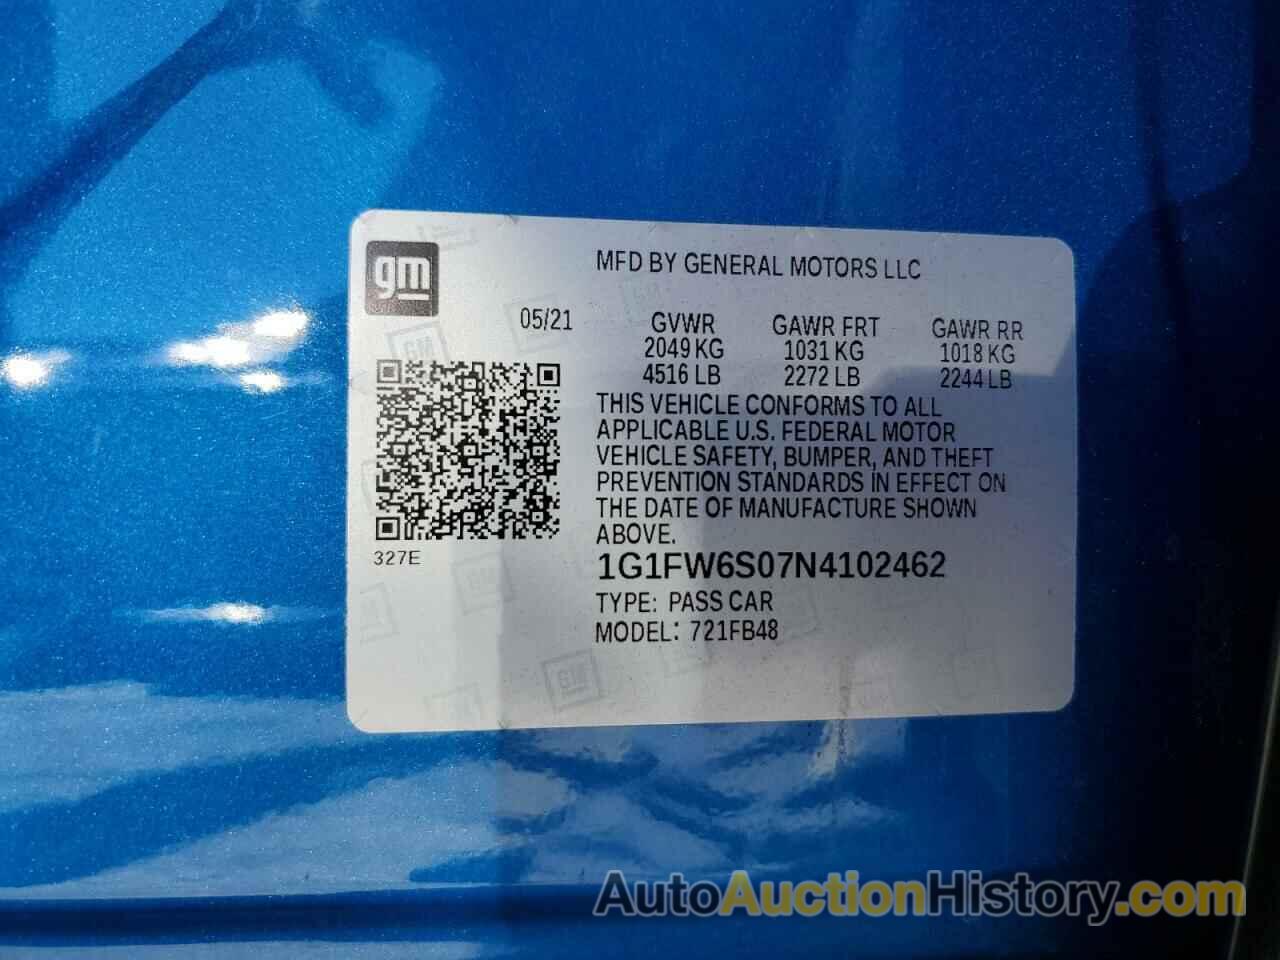 gm
MFD BY GENERAL MOTORS LLC
05/21 GVWR GAWR FRT GAWR RR
2049 KG 1031 KG 1018 KG
4516 LB 2272 LB 2244 LB
THIS VEHICLE CONFORMS TO ALL
APPLICABLE U.S. FEDERAL MOTOR
VEHICLE SAFETY, BUMPER, AND THEFT
PREVENTION STANDARDS IN EFFECT ON
THE DATE OF MANUFACTURE SHOWN
ABOVE.
327E
1G1FW6S07N4102462
TYPE: PASS CAR
MODEL: 721FB48
GM
GM
AutoAuctionHistory.com